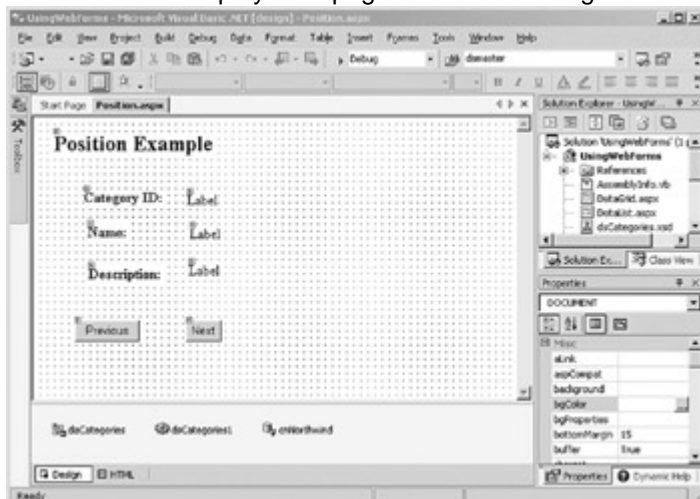 UsingWebForms - Microsoft Visual Basic .NET [design] - Position.aspx
File Edit View Project Build Debug Data Format Table Insert Frames Tools Window Help
Debug dsmaster
Start Page Position.aspx
Toolbox
Position Example
Category ID: Label
Name: Label
Description: Label
Previous Next
daCategories dsCategories1 cnNorthwind
Design HTML
Ready
Solution Explorer - UsingW...
Solution 'UsingWebForms' (1
UsingWebForms
References
AssemblyInfo.vb
DataGrid.aspx
DataList.aspx
dsCategories.xsd
Solution Ex... Class View
Properties
DOCUMENT
Misc
aLink
aspCompat
background
bgColor
bgProperties
bottomMargin 15
buffer True
Properties Dynamic Help